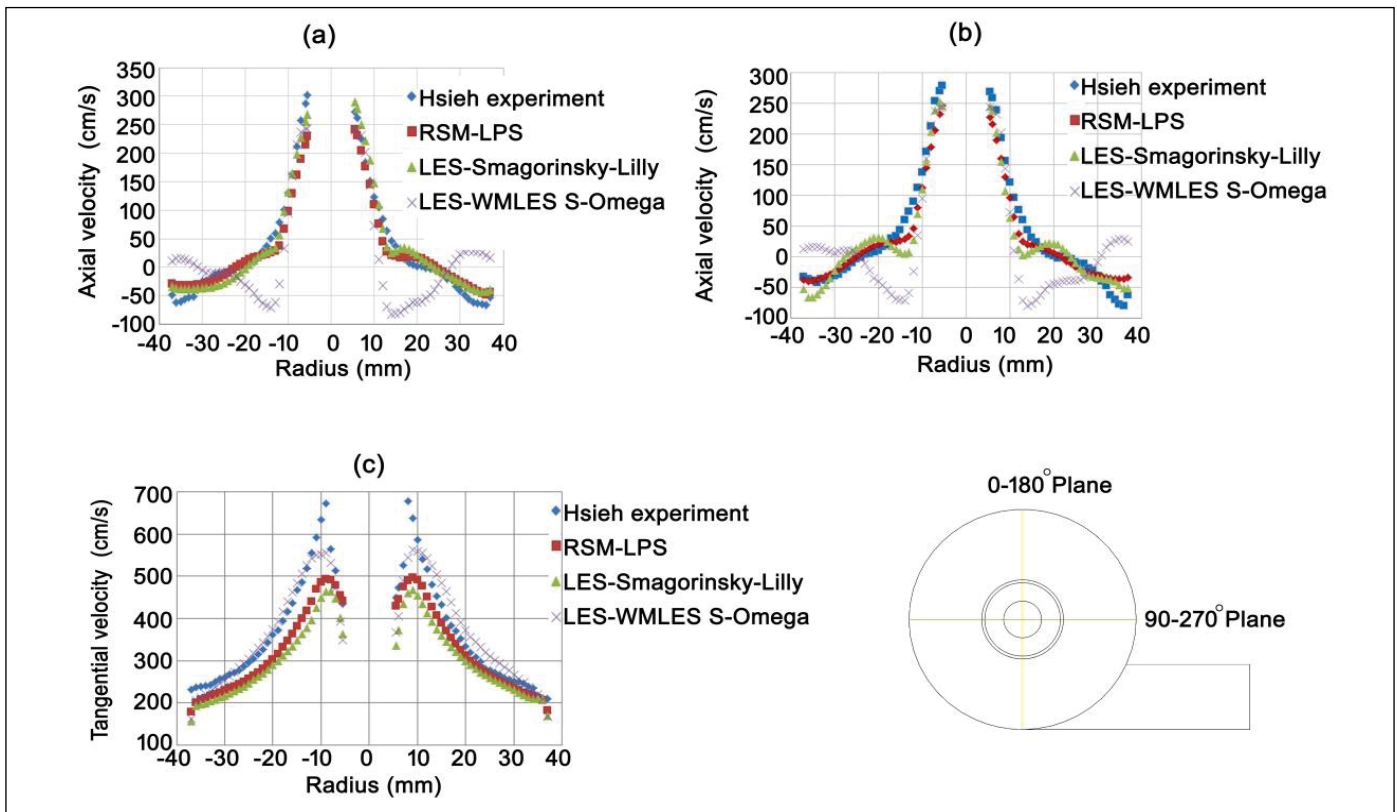 (a)
Axial velocity (cm/s)
350
300
250
200
150
100
50
0
-50
-100
-40 -30 -20 -10 0 10 20 30 40
Radius (mm)
Hsieh experiment
RSM-LPS
LES-Smagorinsky-Lilly
LES-WMLES S-Omega
(b)
Axial velocity (cm/s)
300
250
200
150
100
50
0
-50
-100
-40 -30 -20 -10 0 10 20 30 40
Radius (mm)
Hsieh experiment
RSM-LPS
LES-Smagorinsky-Lilly
LES-WMLES S-Omega
(c)
Tangential velocity (cm/s)
700
600
500
400
300
200
100
-40 -30 -20 -10 0 10 20 30 40
Radius (mm)
Hsieh experiment
RSM-LPS
LES-Smagorinsky-Lilly
LES-WMLES S-Omega
0-180° Plane
90-270° Plane